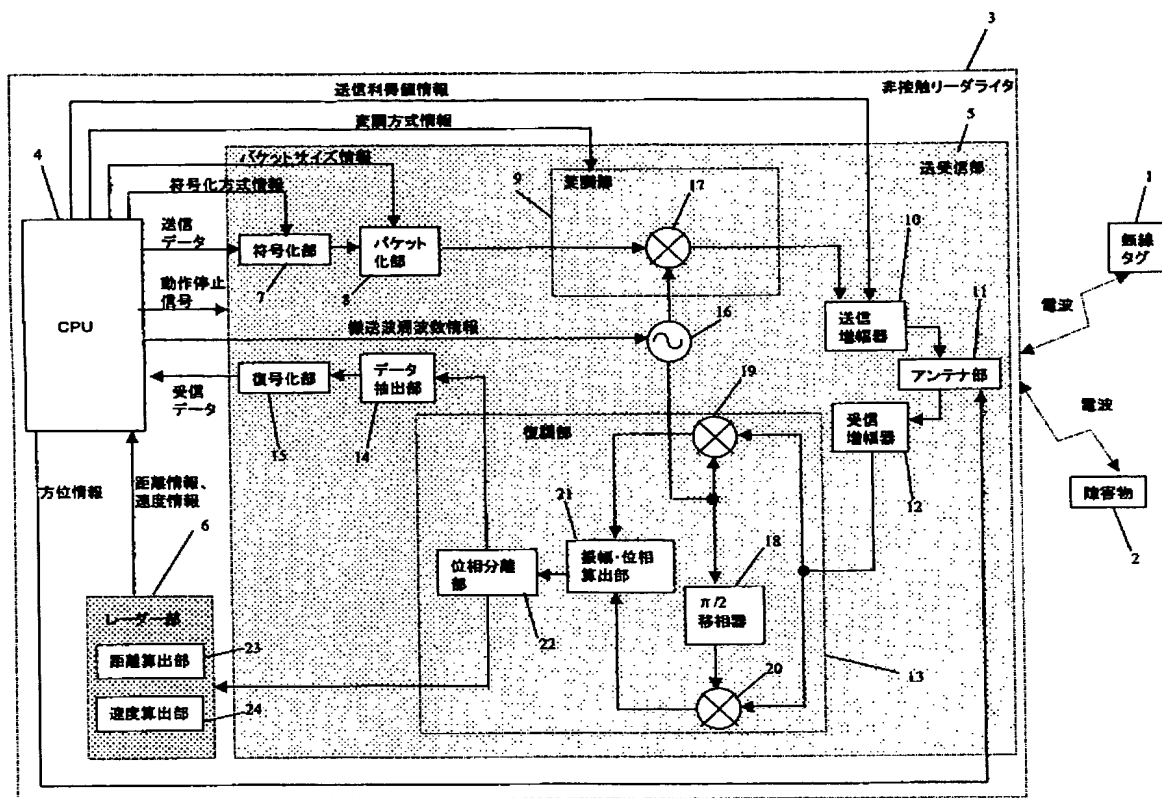 3
非接触リーダライタ
送信利得値情報
5
変調方式情報
送受信部
4
パケットサイズ情報
9
変調部
17
1
符号化方式情報
10
無線
タグ
送信
データ
符号化部
パケット
化部
7
8
11
動作停止
信号
CPU
送信
増幅器
電波
搬送波周波数情報
16
アンテナ部
19
復号化部
データ
抽出部
受信
データ
受信
増幅器
電波
15
14
復調部
12
障害物
方位情報
距離情報、
速度情報
21
2
6
18
位相分離
部
振幅・位相
算出部
π/2
移相器
レーダー部
22
距離算出部
23
20
13
速度算出部
24